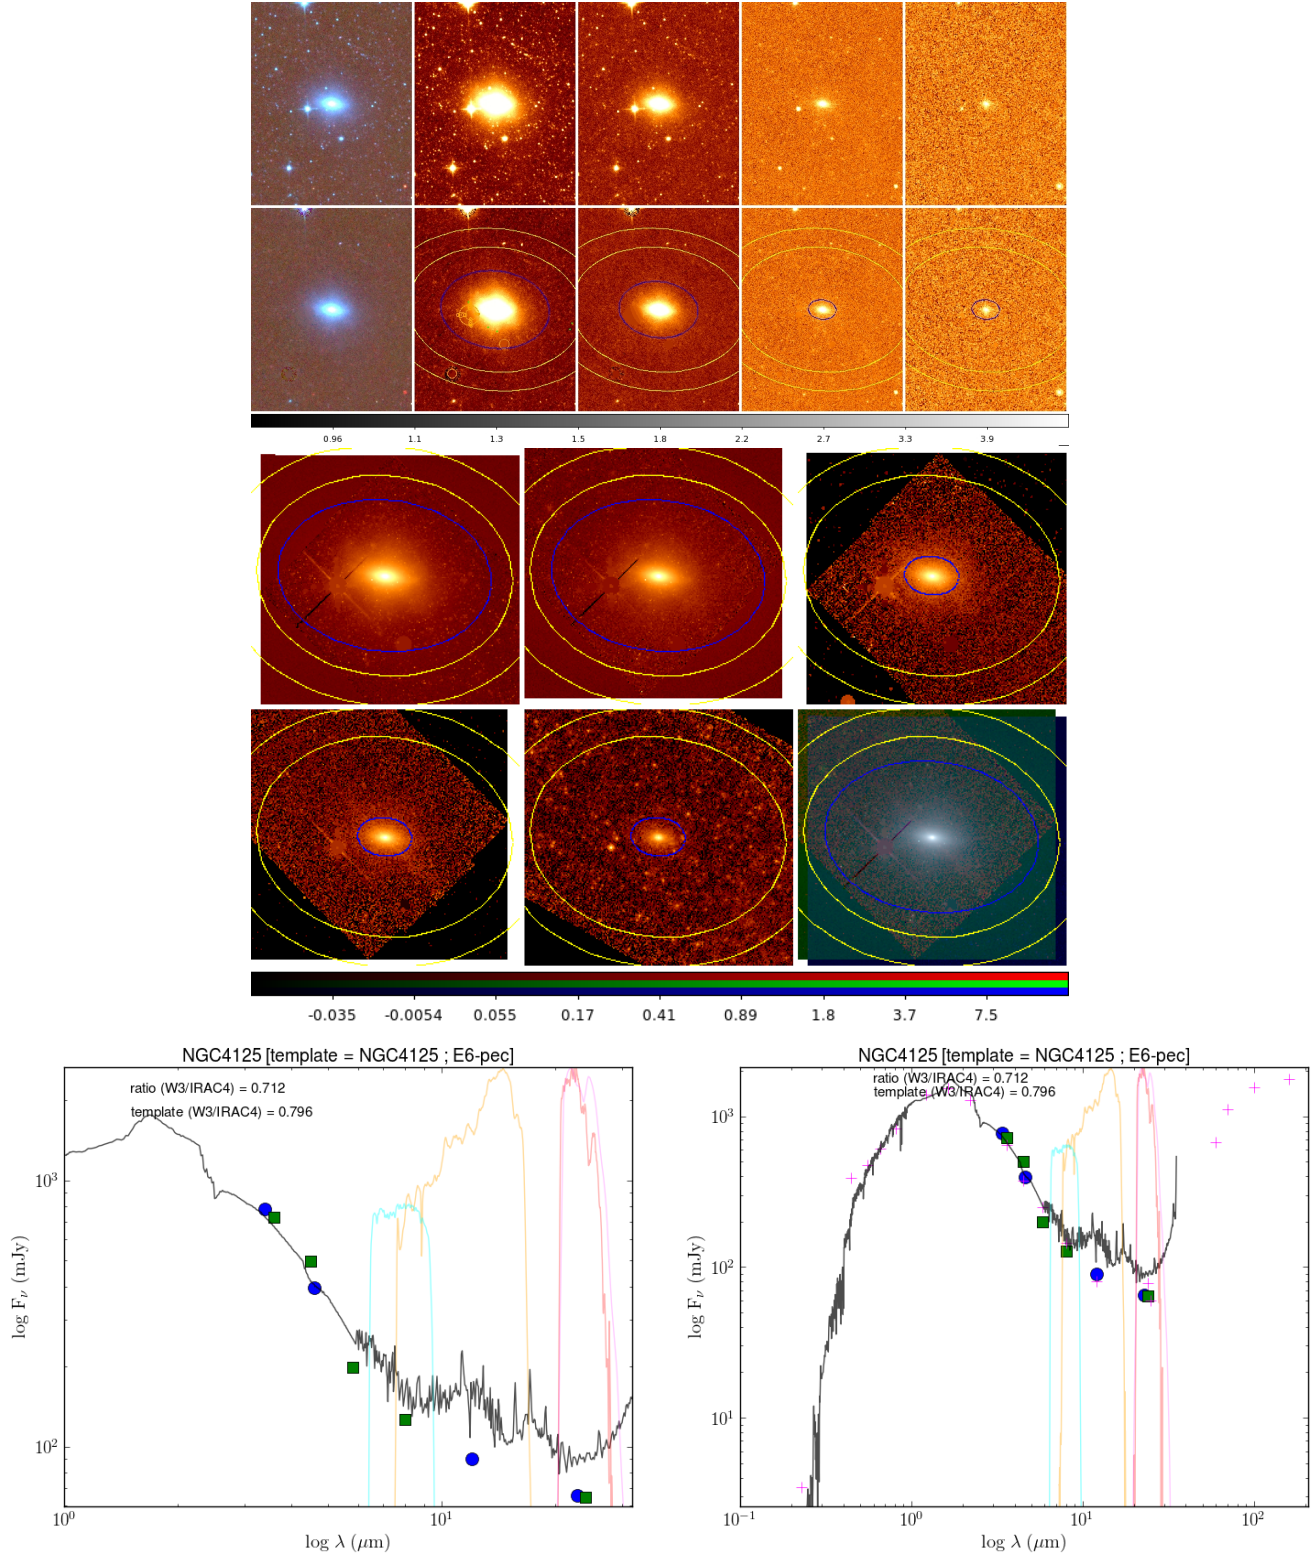 0.96 1.1 1.3 1.5 1.8 2.2 2.7 3.3 3.9
-0.035 -0.0054 0.055 0.17 0.41 0.89 1.8 3.7 7.5
NGC4125 [template = NGC4125 ; E6-pec]
ratio (W3/IRAC4) = 0.712
template (W3/IRAC4) = 0.796
10³
10²
log Fν (mJy)
10⁰ 10¹
log λ (μm)
NGC4125 [template = NGC4125 ; E6-pec]
ratio (W3/IRAC4) = 0.712
template (W3/IRAC4) = 0.796
10³
10²
10¹
log Fν (mJy)
10⁻¹ 10⁰ 10¹ 10²
log λ (μm)